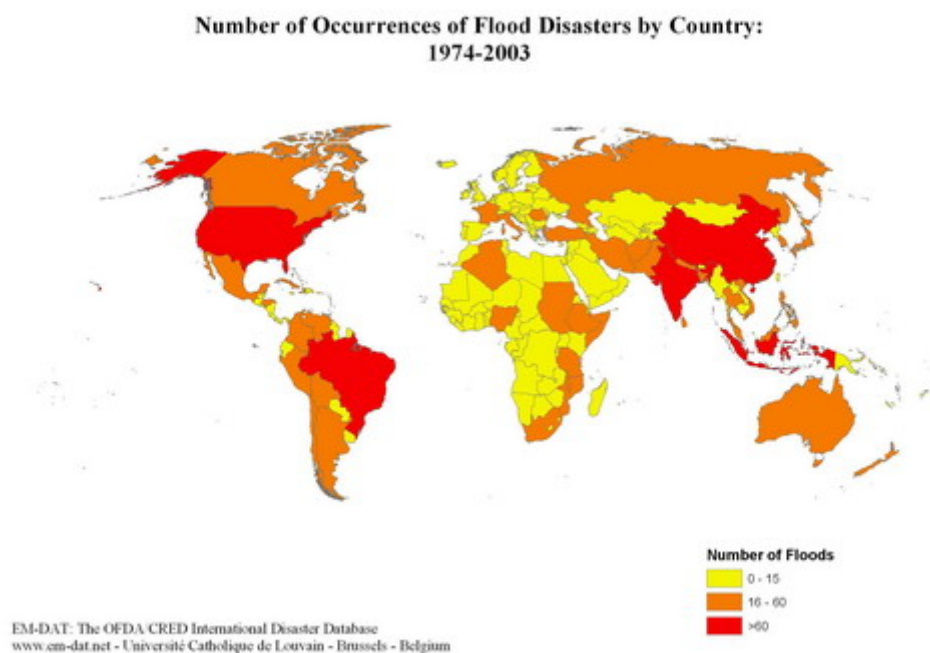 Number of Occurrences of Flood Disasters by Country:
1974-2003
Number of Floods
0 - 15
16 - 60
>60
EM-DAT: The OFDA/CRED International Disaster Database
www.em-dat.net - Université Catholique de Louvain - Brussels - Belgium